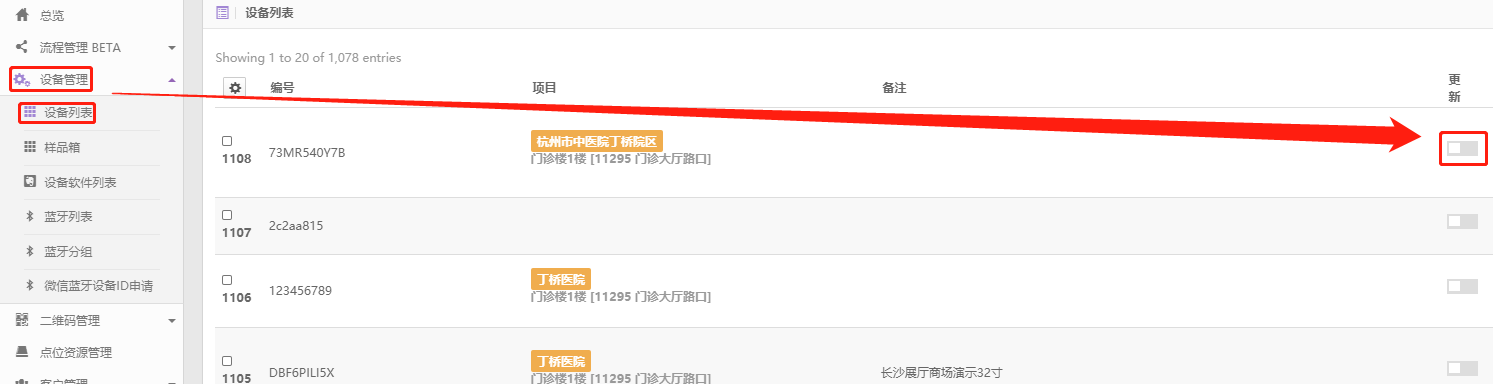 总览
流程管理 BETA
设备管理
设备列表
样品箱
设备软件列表
蓝牙列表
蓝牙分组
微信蓝牙设备ID申请
二维码管理
点位资源管理
客户管理
设备列表
Showing 1 to 20 of 1,078 entries
编号 项目 备注 更
新
杭州市中医院丁桥院区
1108 73MR540Y7B 门诊楼1楼 [11295 门诊大厅路口]
1107 2c2aa815
丁桥医院
1106 123456789 门诊楼1楼 [11295 门诊大厅路口]
丁桥医院
1105 DBF6PILI5X 门诊楼1楼 [11295 门诊大厅路口] 长沙展厅商场演示32寸